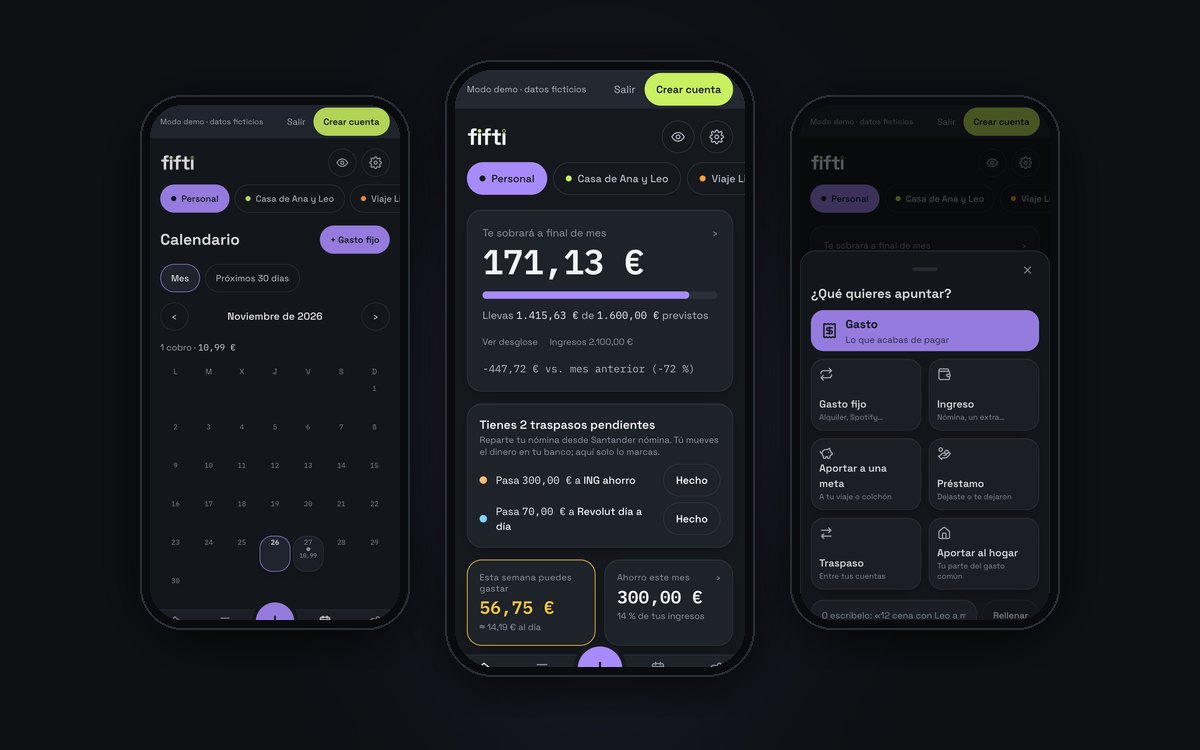 Modo demo · datos ficticios Salir Crear cuenta
fifti
Personal Casa de Ana y Leo Viaje Li
Calendario + Gasto fijo
Mes Próximos 30 días
< Noviembre de 2026 >
1 cobro · 10,99 €
L M X J V S D
1
2 3 4 5 6 7 8
9 10 11 12 13 14 15
16 17 18 19 20 21 22
23 24 25 26 27 28 29
10,99
30
Modo demo · datos ficticios Salir Crear cuenta
fifti
Personal Casa de Ana y Leo Viaje Li
Te sobrará a final de mes >
171,13 €
Llevas 1.415,63 € de 1.600,00 € previstos
Ver desglose Ingresos 2.100,00 €
-447,72 € vs. mes anterior (-72 %)
Tienes 2 traspasos pendientes
Reparte tu nómina desde Santander nómina. Tú mueves
el dinero en tu banco; aquí solo lo marcas.
Pasa 300,00 € a ING ahorro Hecho
Pasa 70,00 € a Revolut día a
día
Hecho
Esta semana puedes
gastar
56,75 €
≈ 14,19 € al día
Ahorro este mes >
300,00 €
14 % de tus ingresos
Modo demo · datos ficticios Salir Crear cuenta
fifti
Personal Casa de Ana y Leo Viaje Li
Te sobrará a final de mes >
¿Qué quieres apuntar?
Gasto
Lo que acabas de pagar
Gasto fijo
Alquiler, Spotify…
Ingreso
Nómina, un extra…
Aportar a una
meta
A tu viaje o colchón
Préstamo
Dejaste o te dejaron
Traspaso
Entre tus cuentas
Aportar al hogar
Tu parte del gasto
común
O escríbelo: «12 cena con Leo a m
Rellenar